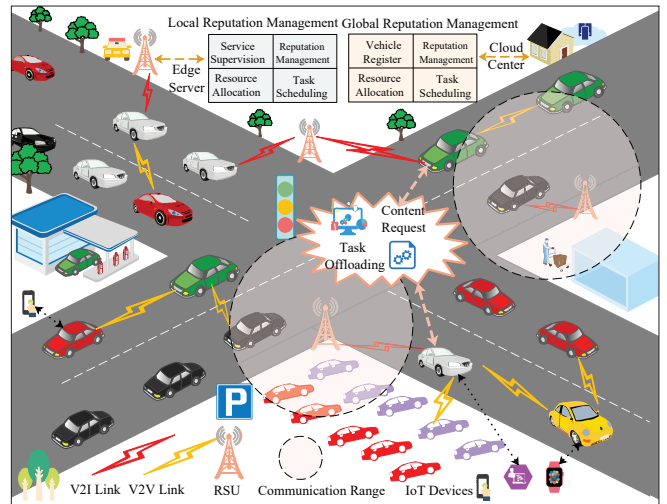 Local Reputation Management
Global Reputation Management
Edge
Server
Service
Supervision
Reputation
Management
Resource
Allocation
Task
Scheduling
Vehicle
Register
Reputation
Management
Resource
Allocation
Task
Scheduling
Cloud
Center
Content
Request
Task
Offloading
P
V2I Link
V2V Link
RSU
Communication Range
IoT Devices